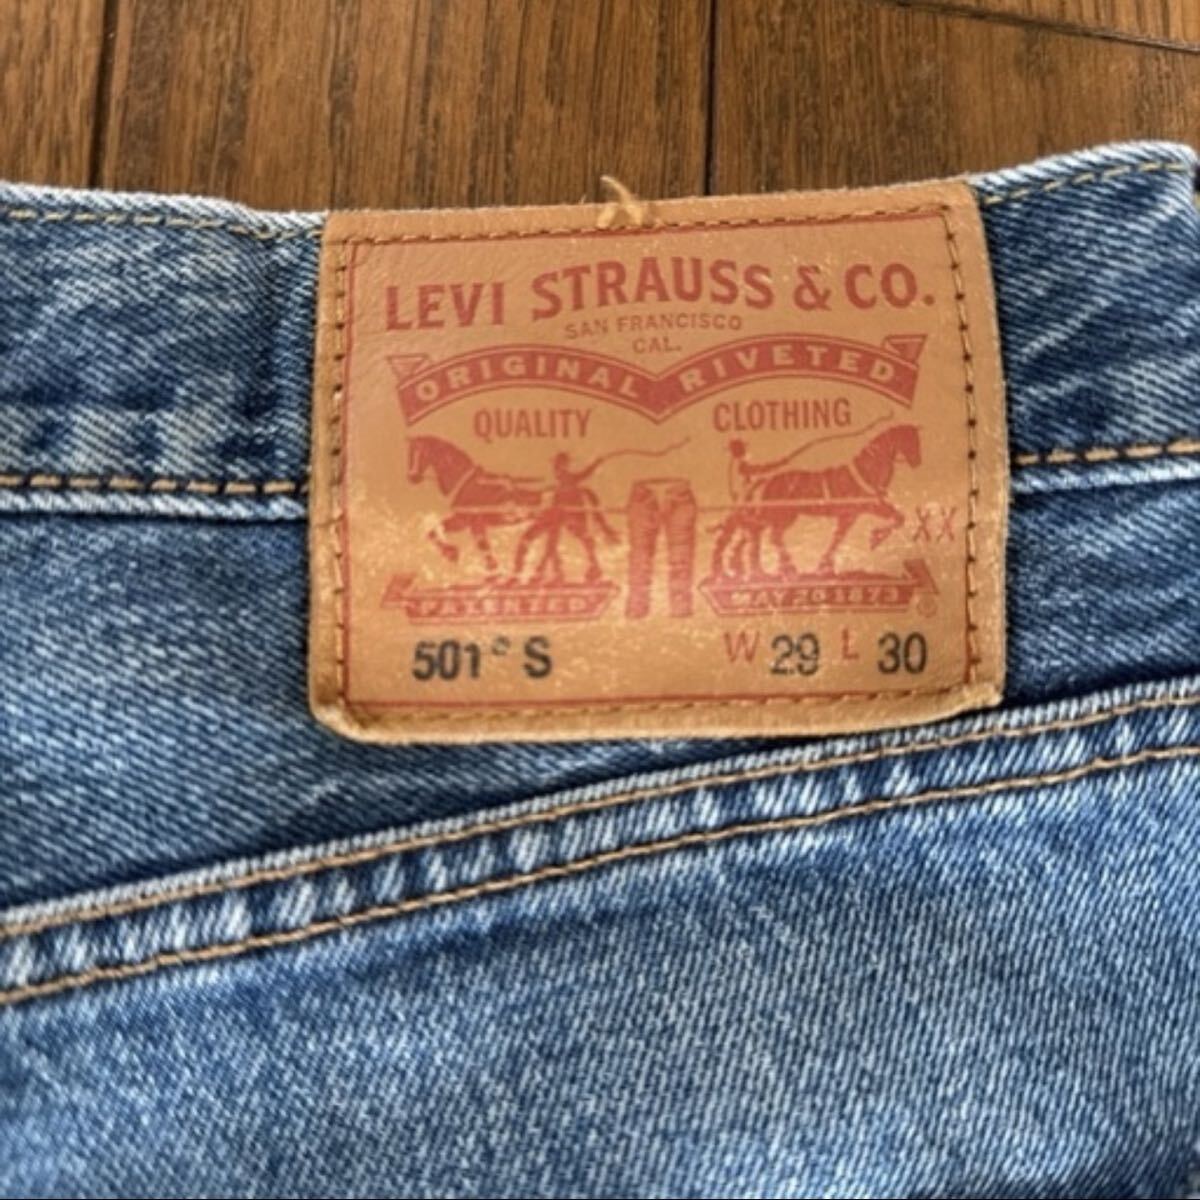 LEVI STRAUSS & CO.
SAN FRANCISCO
CAL.
ORIGINAL RIVETED
QUALITY CLOTHING
XX
PATENTED MAY 20 1873 ®
501® S W 29 L 30